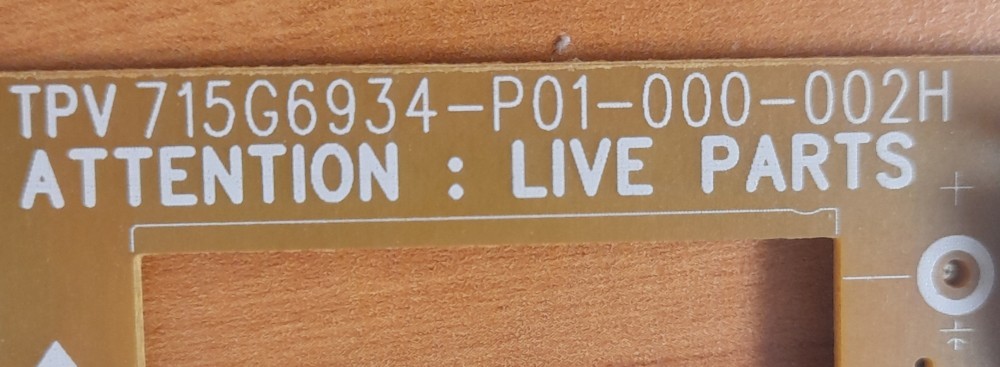 TPV 715G6934-P01-000-002H
ATTENTION : LIVE PARTS